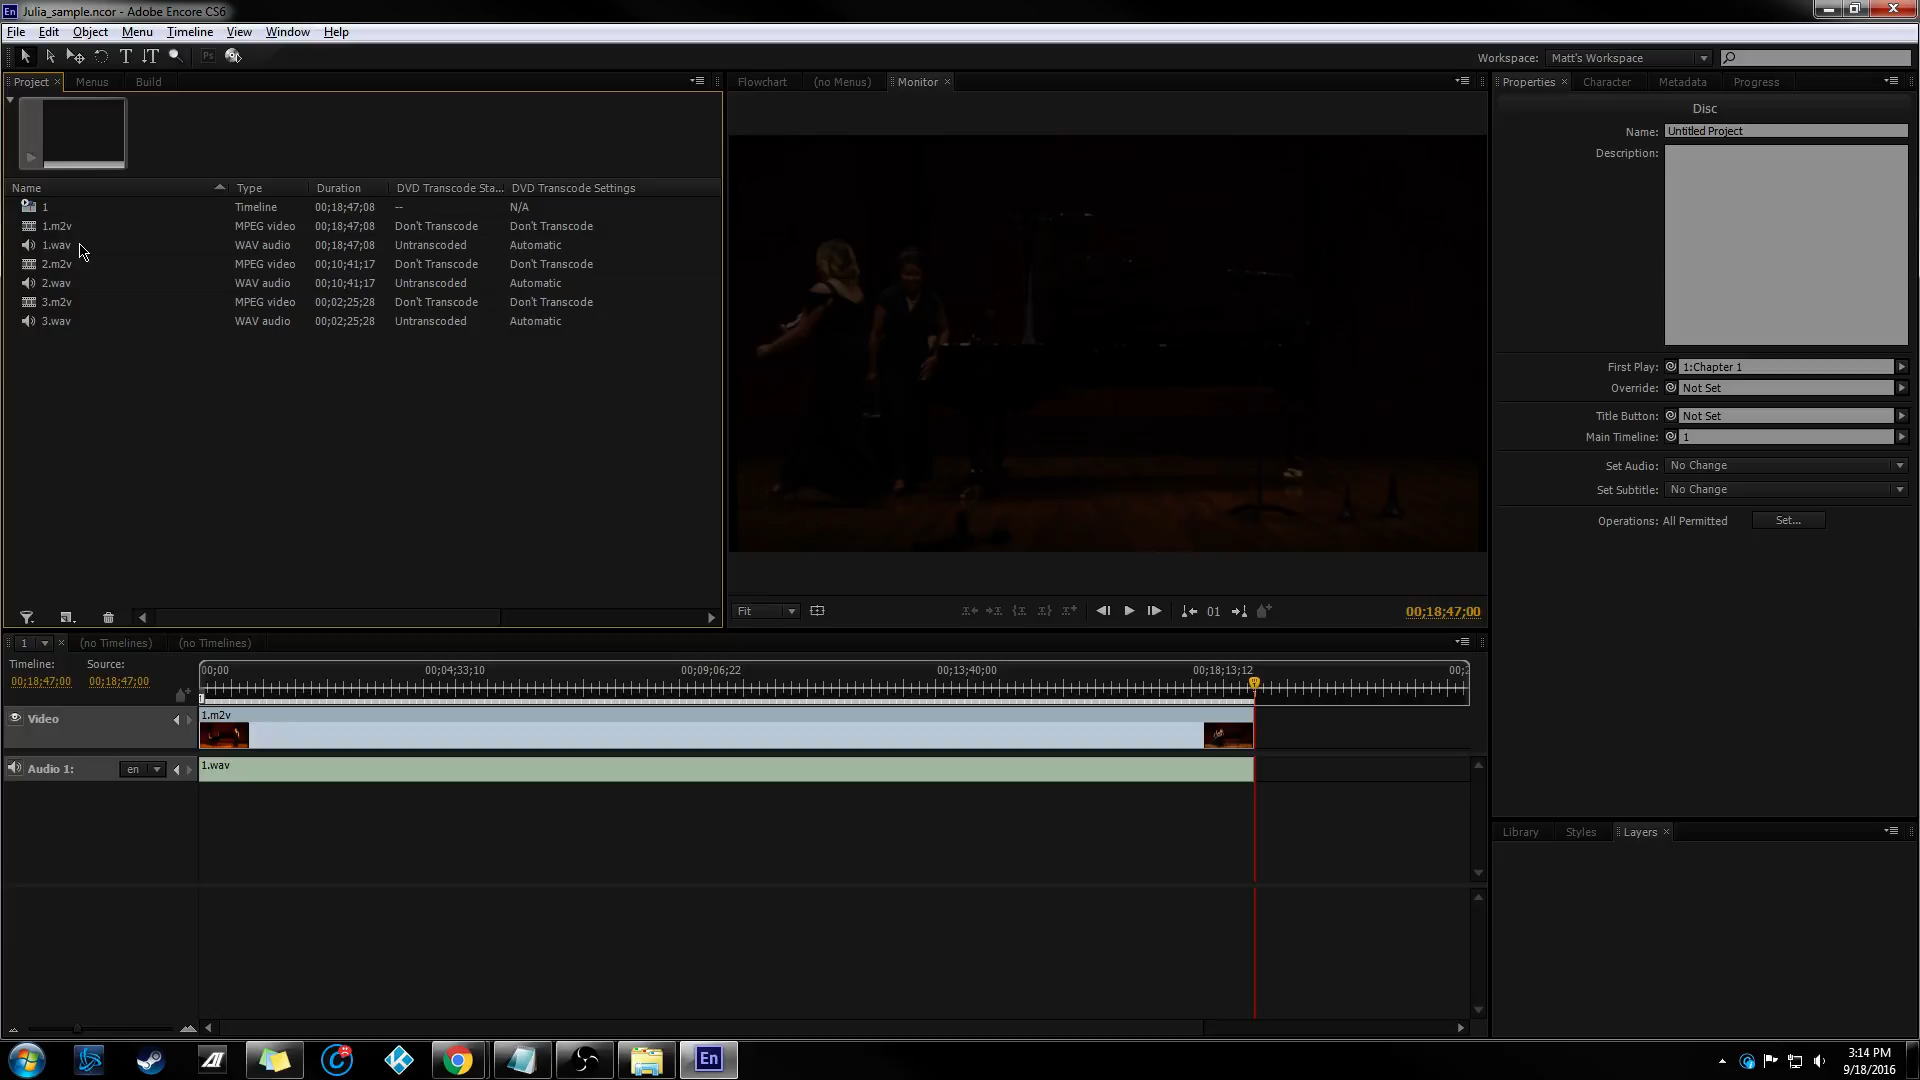 Julia_sample.ncor - Adobe Encore CS6
File Edit Object Menu Timeline View Window Help
Workspace: Matt's Workspace
Project Menus Build
Flowchart (no Menus) Monitor
Properties Character Metadata Progress
Disc
Name: Untitled Project
Description:
Name Type Duration DVD Transcode Sta... DVD Transcode Settings
1 Timeline 00;18;47;08 -- N/A
1.m2v MPEG video 00;18;47;08 Don't Transcode Don't Transcode
1.wav WAV audio 00;18;47;08 Untranscoded Automatic
2.m2v MPEG video 00;10;41;17 Don't Transcode Don't Transcode
2.wav WAV audio 00;10;41;17 Untranscoded Automatic
3.m2v MPEG video 00;02;25;28 Don't Transcode Don't Transcode
3.wav WAV audio 00;02;25;28 Untranscoded Automatic
First Play: 1:Chapter 1
Override: Not Set
Title Button: Not Set
Main Timeline: 1
Set Audio: No Change
Set Subtitle: No Change
Operations: All Permitted Set...
Fit 01 00;18;47;00
1 (no Timelines) (no Timelines)
Timeline: Source:
00;18;47;00 00;18;47;00
00;00 00;04;33;10 00;09;06;22 00;13;40;00 00;18;13;12 00;2
Video 1.m2v
Audio 1: en 1.wav
Library Styles Layers
Ps
En
En
3:14 PM
9/18/2016